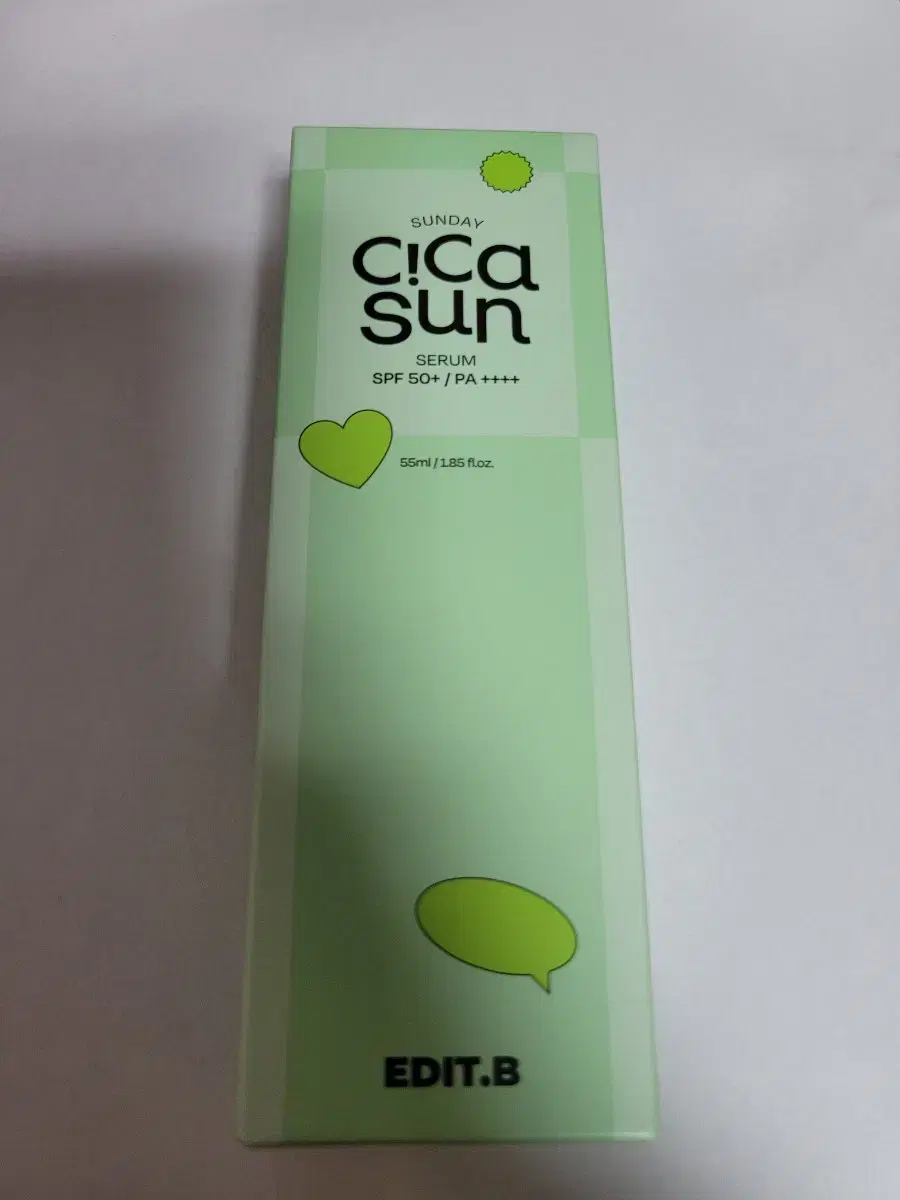 SUNDAY
C!Ca
sun
SERUM
SPF 50+ / PA ++++
55ml / 1.85 fl.oz.
EDIT.B